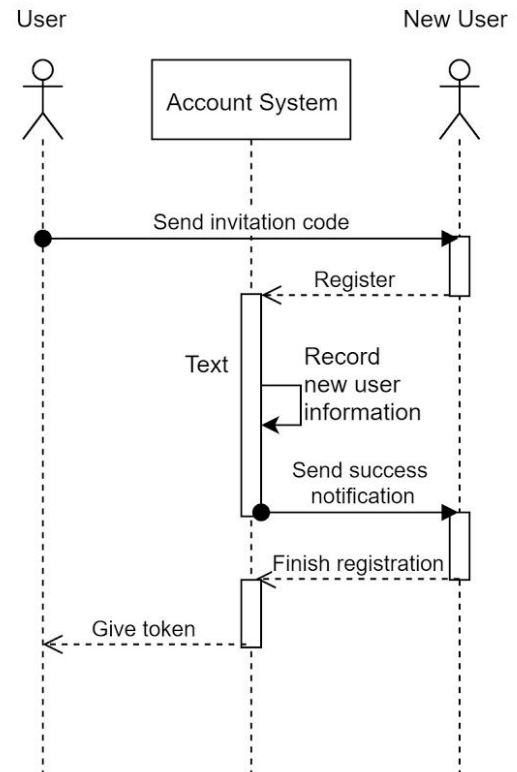 User
New User
Account System
Send invitation code
Register
Text
Record
new user
information
Send success
notification
Finish registration
Give token